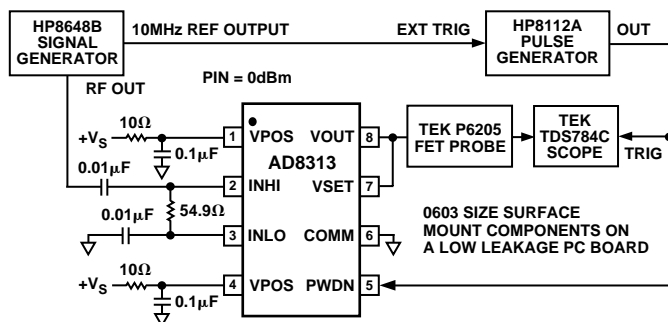 HP8648B
SIGNAL
GENERATOR
10MHz REF OUTPUT
EXT TRIG
HP8112A
PULSE
GENERATOR
OUT
RF OUT
PIN = 0dBm
+VS
10Ω
0.1μF
1
VPOS
VOUT
8
TEK P6205
FET PROBE
TEK
TDS784C
SCOPE
TRIG
AD8313
0.01μF
2
INHI
VSET
7
54.9Ω
0.01μF
3
INLO
COMM
6
0603 SIZE SURFACE
MOUNT COMPONENTS ON
A LOW LEAKAGE PC BOARD
+VS
10Ω
0.1μF
4
VPOS
PWDN
5